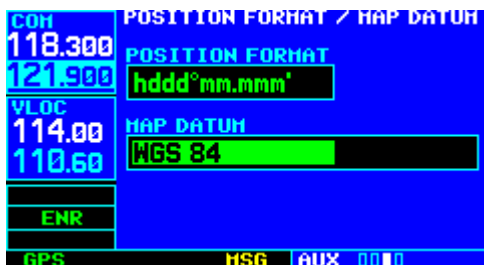 COM
118.300
121.900
VLOC
114.00
110.60
ENR
GPS
POSITION FORMAT / MAP DATUM
POSITION FORMAT
hddd°mm.mmm'
MAP DATUM
WGS 84
MSG
AUX